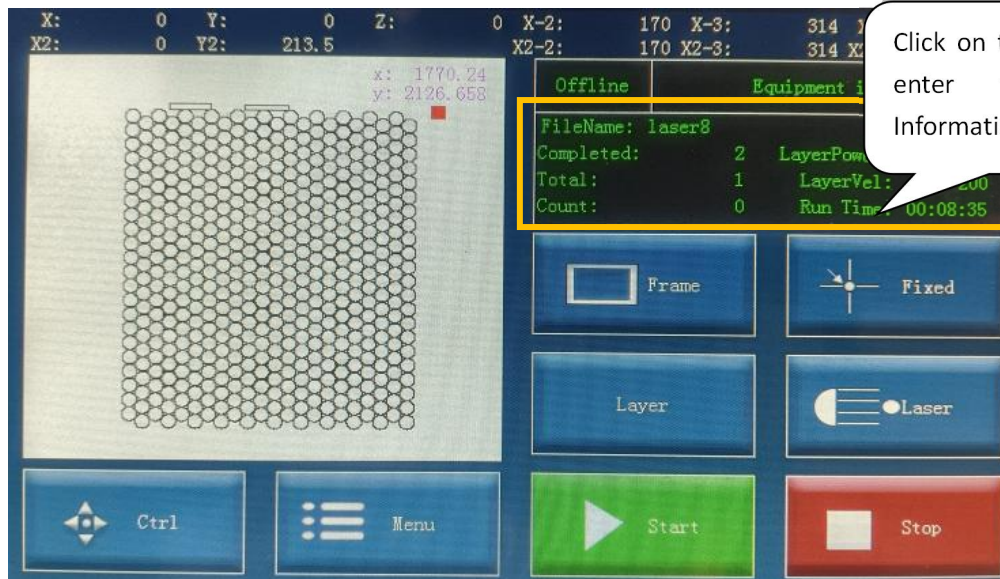 X: 0 Y: 0 Z: 0 X-2: 170 X-3: 314
X2: 0 Y2: 213.5 X2-2: 170 X2-3: 314
x: 1770.24
y: 2126.658
Offline Equipment
FileName: laser8
Completed: 2
Total: 1 LayerVel: 200
Count: 0 Run Time: 00:08:35
Click on
enter
Frame
Fixed
Layer
Laser
Ctrl
Menu
Start
Stop